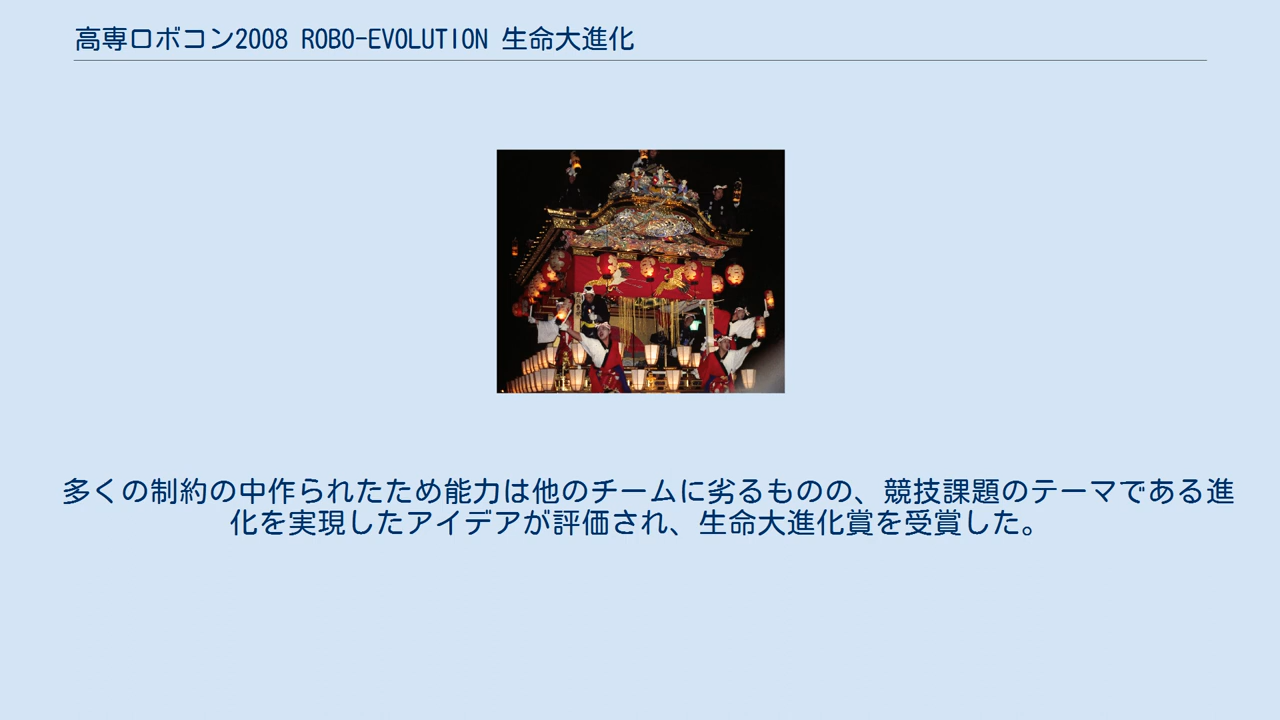 高専ロボコン2008 ROBO-EVOLUTION 生命大進化
多くの制約の中作られたため能力は他のチームに劣るものの、競技課題のテーマである進
化を実現したアイデアが評価され、生命大進化賞を受賞した。